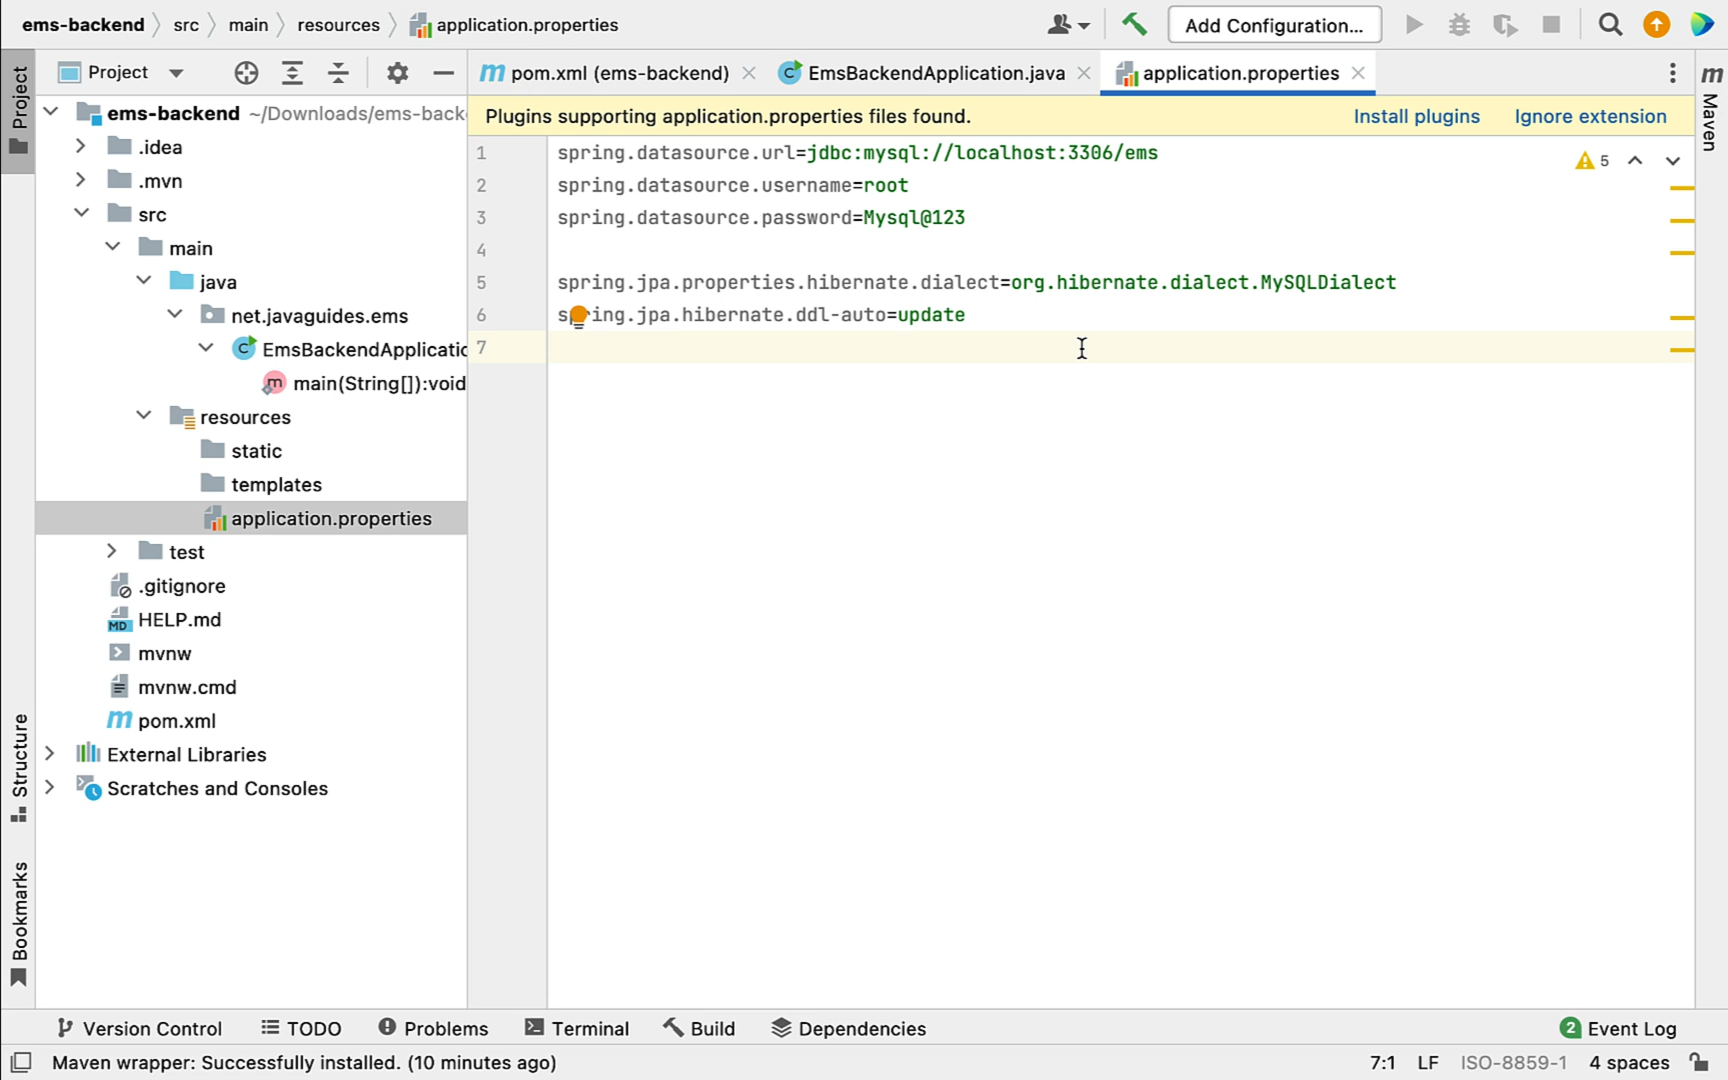 ems-backend src main resources application.properties Add Configuration...
Project
pom.xml (ems-backend) EmsBackendApplication.java application.properties
Plugins supporting application.properties files found. Install plugins Ignore extension
Project
ems-backend ~/Downloads/ems-back
.idea
.mvn
src
main
java
net.javaguides.ems
EmsBackendApplicatio
main(String[]):void
resources
static
templates
application.properties
test
.gitignore
HELP.md
mvnw
mvnw.cmd
pom.xml
External Libraries
Scratches and Consoles
Structure
Bookmarks
1 spring.datasource.url=jdbc:mysql://localhost:3306/ems
2 spring.datasource.username=root
3 spring.datasource.password=Mysql@123
4
5 spring.jpa.properties.hibernate.dialect=org.hibernate.dialect.MySQLDialect
6 spring.jpa.hibernate.ddl-auto=update
7
5
Maven
Version Control TODO Problems Terminal Build Dependencies 2 Event Log
Maven wrapper: Successfully installed. (10 minutes ago) 7:1 LF ISO-8859-1 4 spaces